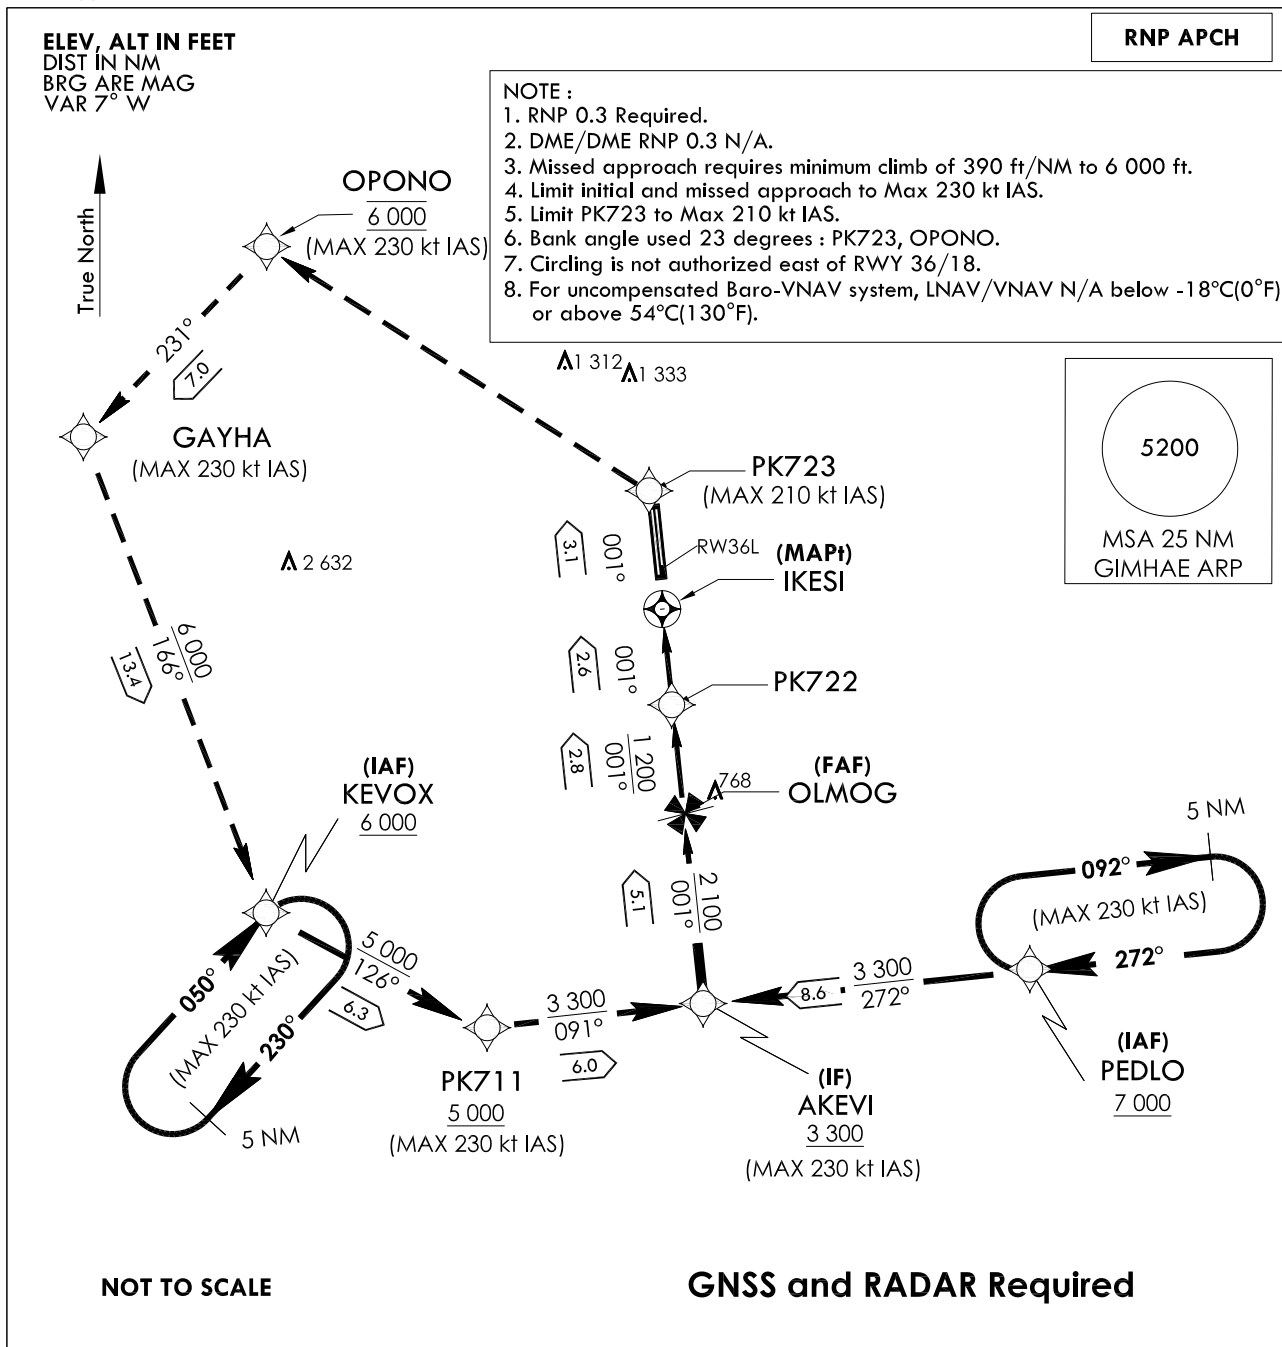 ELEV, ALT IN FEET
DIST IN NM
BRG ARE MAG
VAR 7° W
RNP APCH
NOTE :
1. RNP 0.3 Required.
2. DME/DME RNP 0.3 N/A.
3. Missed approach requires minimum climb of 390 ft/NM to 6 000 ft.
4. Limit initial and missed approach to Max 230 kt IAS.
5. Limit PK723 to Max 210 kt IAS.
6. Bank angle used 23 degrees : PK723, OPONO.
7. Circling is not authorized east of RWY 36/18.
8. For uncompensated Baro-VNAV system, LNAV/VNAV N/A below -18°C(0°F)
or above 54°C(130°F).
True North
OPONO
6 000
(MAX 230 kt IAS)
231°
7.0
1 312
1 333
5200
MSA 25 NM
GIMHAE ARP
GAYHA
(MAX 230 kt IAS)
PK723
(MAX 210 kt IAS)
3.1
001°
RW36L
(MAPt)
IKESI
2 632
6 000
166°
13.4
2.6
001°
PK722
2.8
1 200
001°
768
(FAF)
OLMOG
(IAF)
KEVOX
6 000
5.1
2 100
001°
5 NM
092°
(MAX 230 kt IAS)
272°
050°
(MAX 230 kt IAS)
230°
5 NM
5 000
126°
6.3
3 300
091°
6.0
8.6
3 300
272°
PK711
5 000
(MAX 230 kt IAS)
(IF)
AKEVI
3 300
(MAX 230 kt IAS)
(IAF)
PEDLO
7 000
NOT TO SCALE
GNSS and RADAR Required